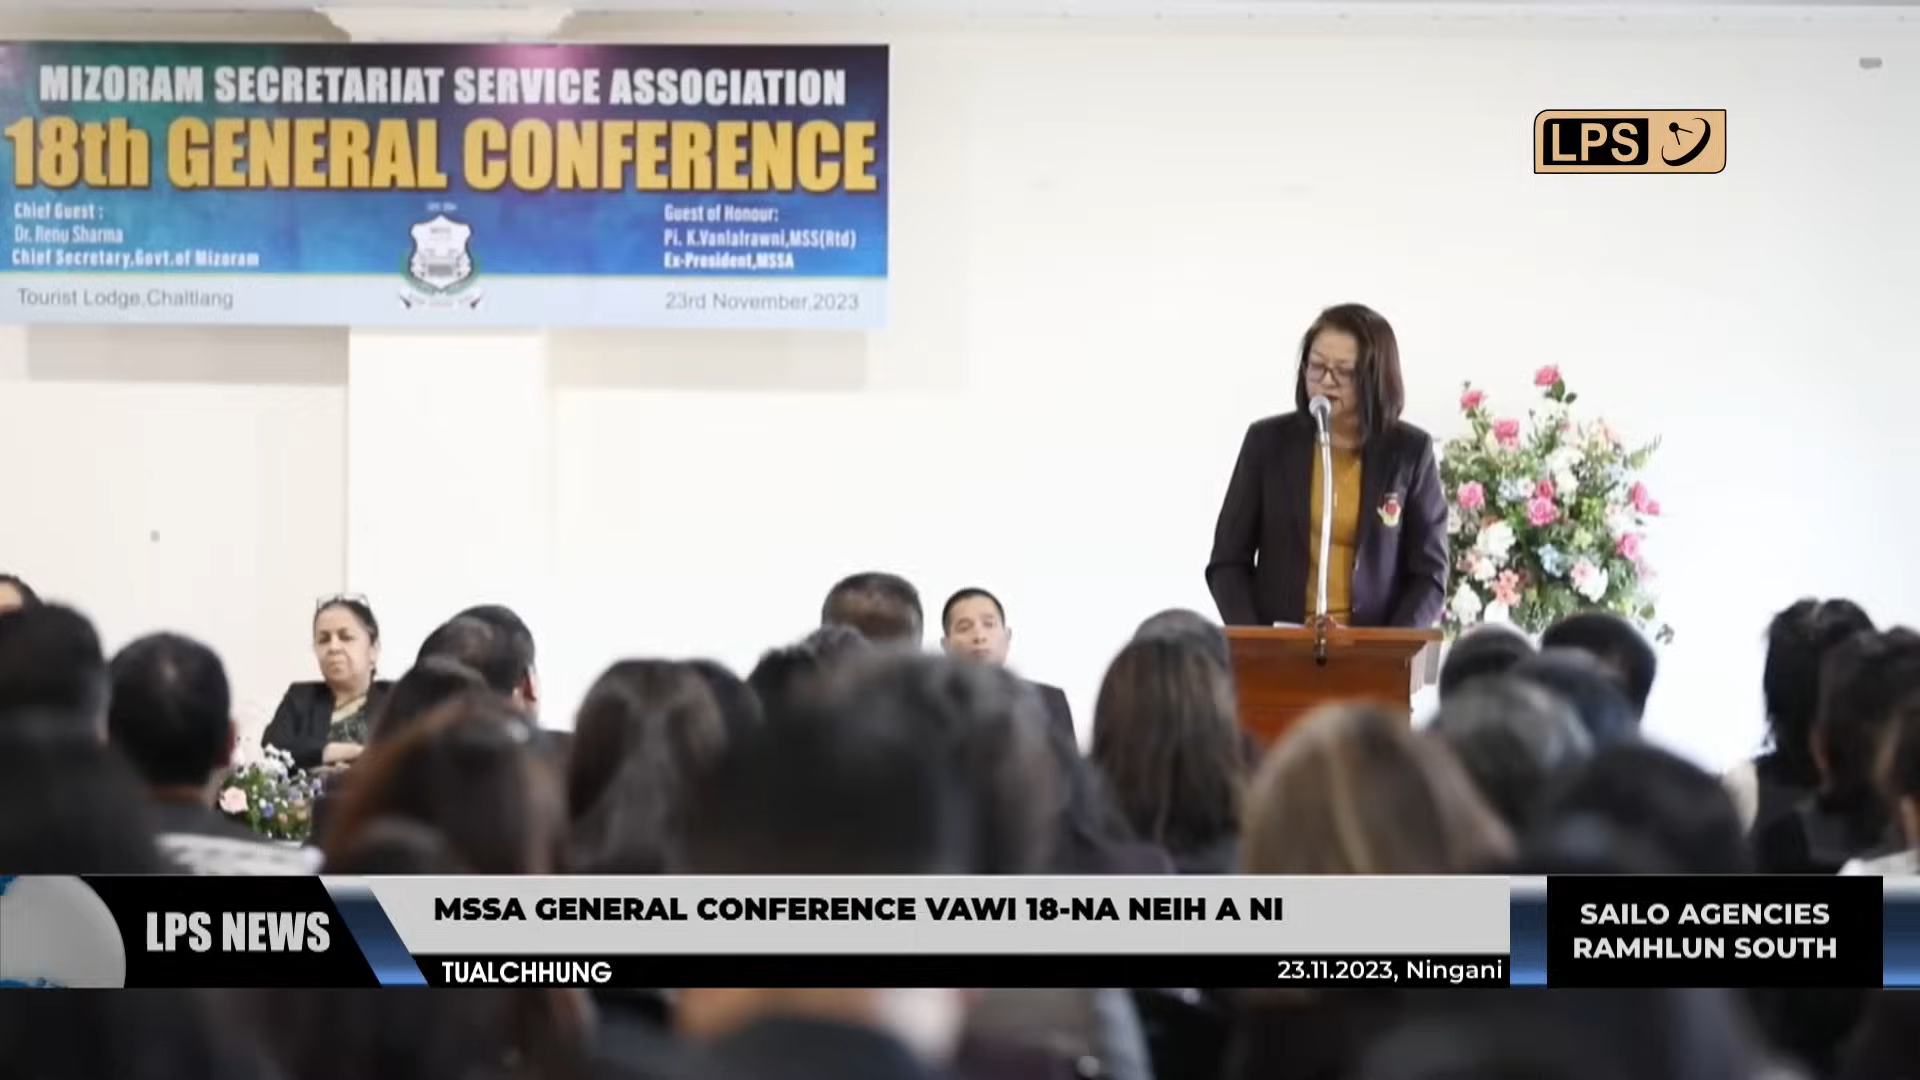 MIZORAM SECRETARIAT SERVICE ASSOCIATION
18th GENERAL CONFERENCE
Chief Guest :
Dr. Renu Sharma
Chief Secretary,Govt.of Mizoram
Guest of Honour:
Pi. K.Vanlalrawni,MSS(Rtd)
Ex-President,MSSA
Tourist Lodge,Chaltlang
23rd November,2023
LPS
LPS NEWS
MSSA GENERAL CONFERENCE VAWI 18-NA NEIH A NI
TUALCHHUNG
23.11.2023, Ningani
SAILO AGENCIES
RAMHLUN SOUTH